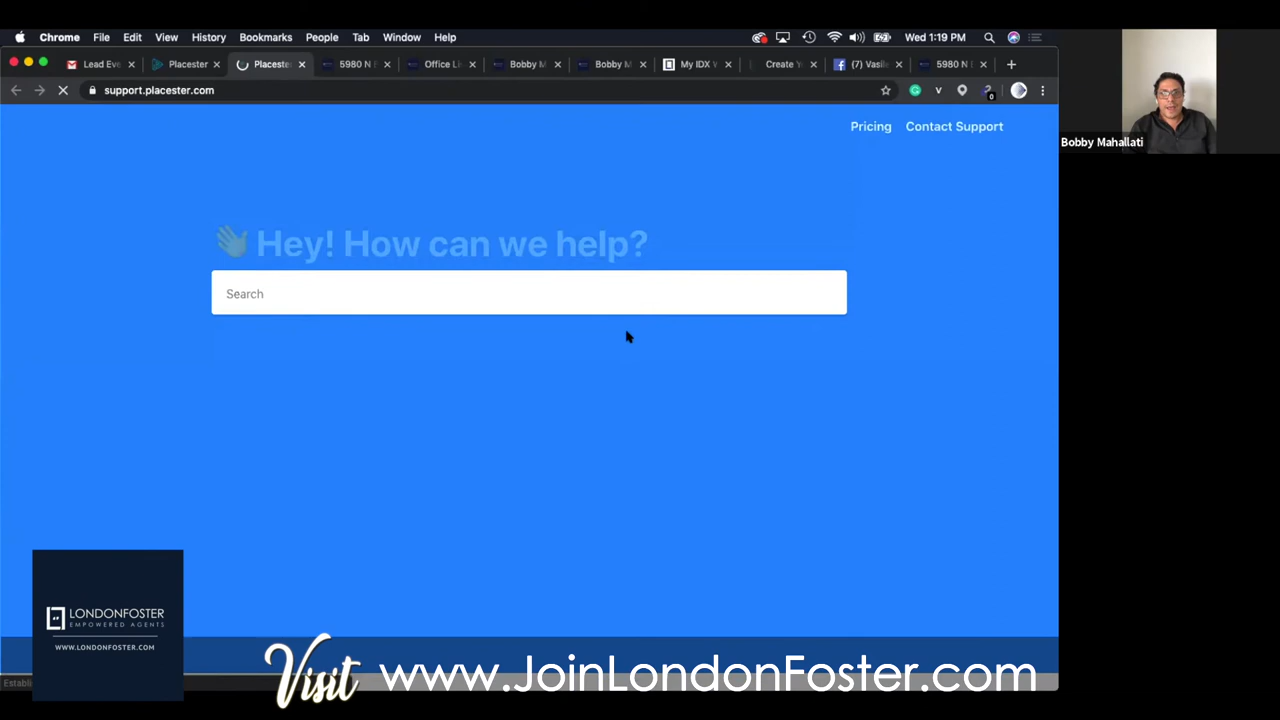 Chrome File Edit View History Bookmarks People Tab Window Help Wed 1:19 PM
Lead Eve Placester Placeste 5980 N F Office Li Bobby M Bobby M My IDX W Create Y (7) Vasile 5980 N
support.placester.com
Pricing Contact Support
Bobby Mahallati
Hey! How can we help?
Search
LONDONFOSTER
EMPOWERED AGENTS
WWW.LONDONFOSTER.COM
Visit www.JoinLondonFoster.com
Establi